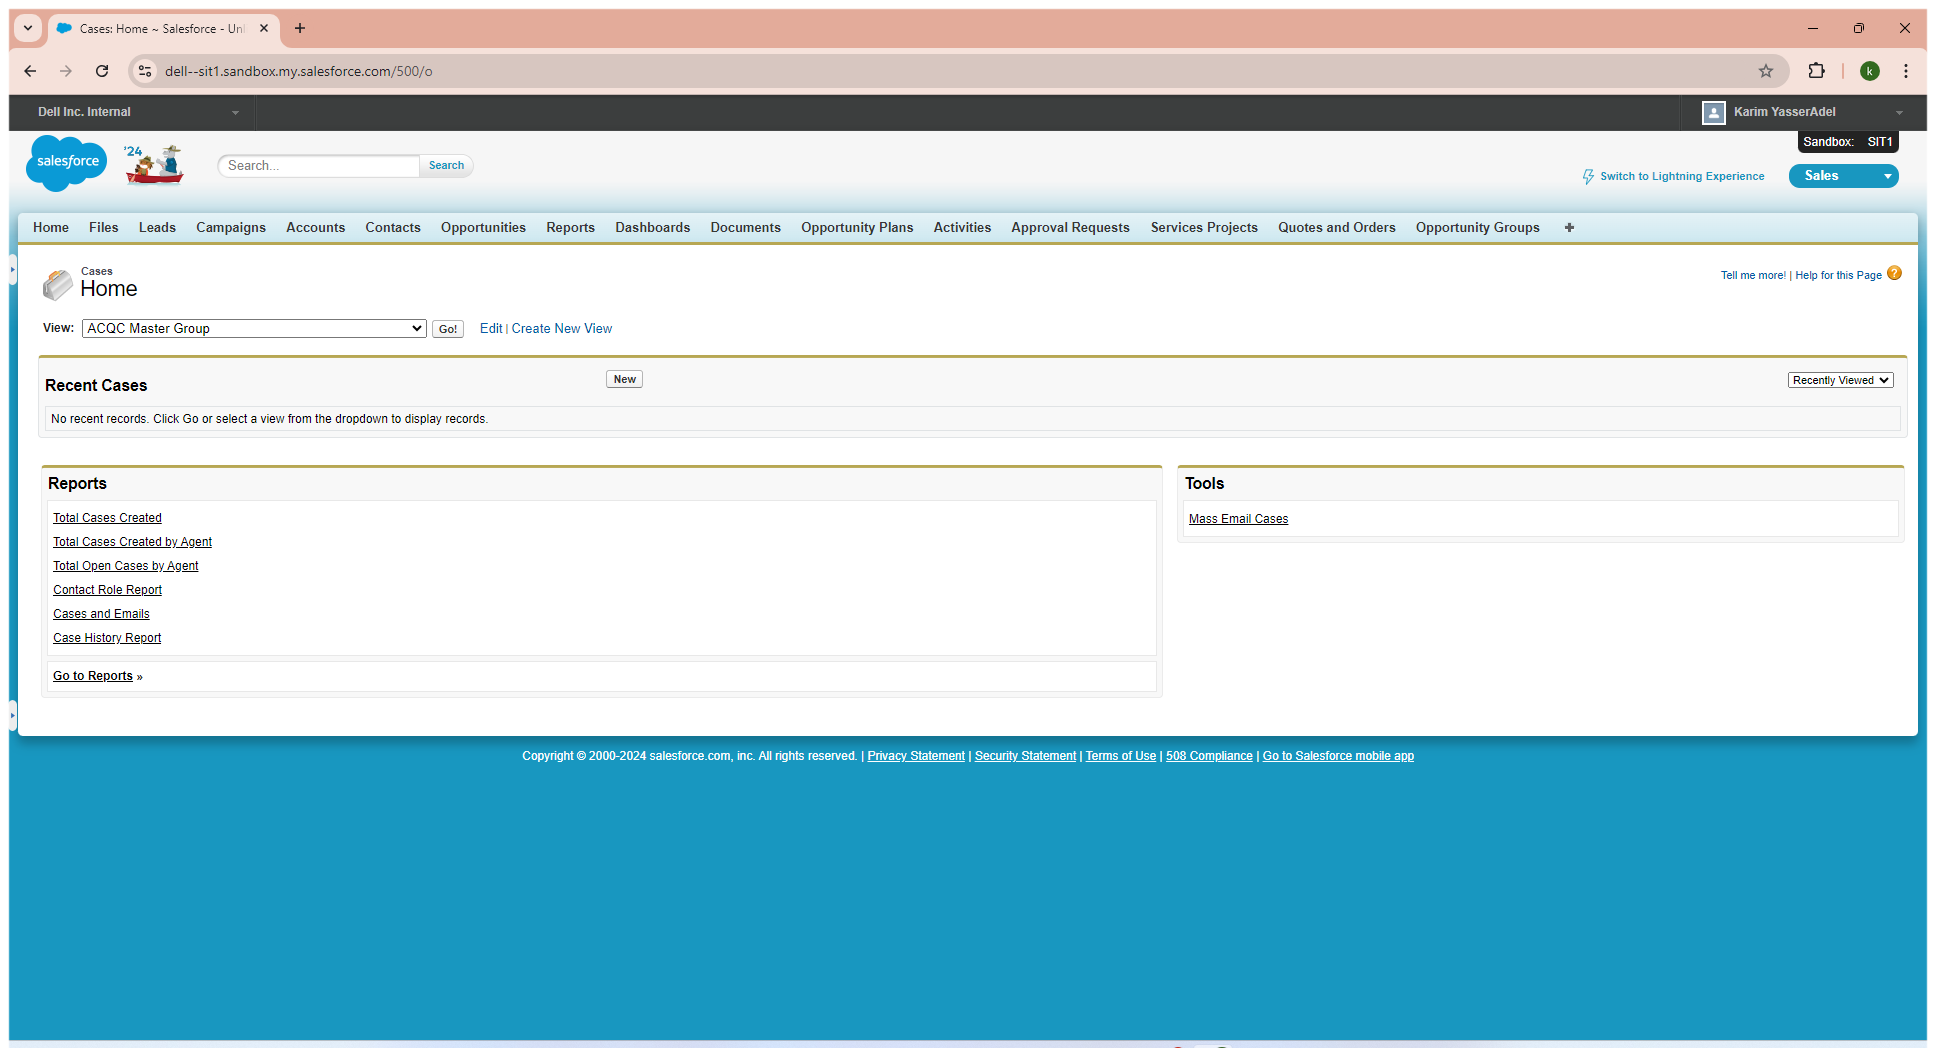 Cases: Home ~ Salesforce - Unl
dell--sit1.sandbox.my.salesforce.com/500/o
k
Dell Inc. Internal
Karim YasserAdel
Sandbox: SIT1
salesforce
'24
Search...
Search
Switch to Lightning Experience
Sales
Home Files Leads Campaigns Accounts Contacts Opportunities Reports Dashboards Documents Opportunity Plans Activities Approval Requests Services Projects Quotes and Orders Opportunity Groups +
Cases
Home
Tell me more! | Help for this Page ?
View: ACQC Master Group Go! Edit | Create New View
Recent Cases New Recently Viewed
No recent records. Click Go or select a view from the dropdown to display records.
Reports
Total Cases Created
Total Cases Created by Agent
Total Open Cases by Agent
Contact Role Report
Cases and Emails
Case History Report
Go to Reports »
Tools
Mass Email Cases
Copyright © 2000-2024 salesforce.com, inc. All rights reserved. | Privacy Statement | Security Statement | Terms of Use | 508 Compliance | Go to Salesforce mobile app